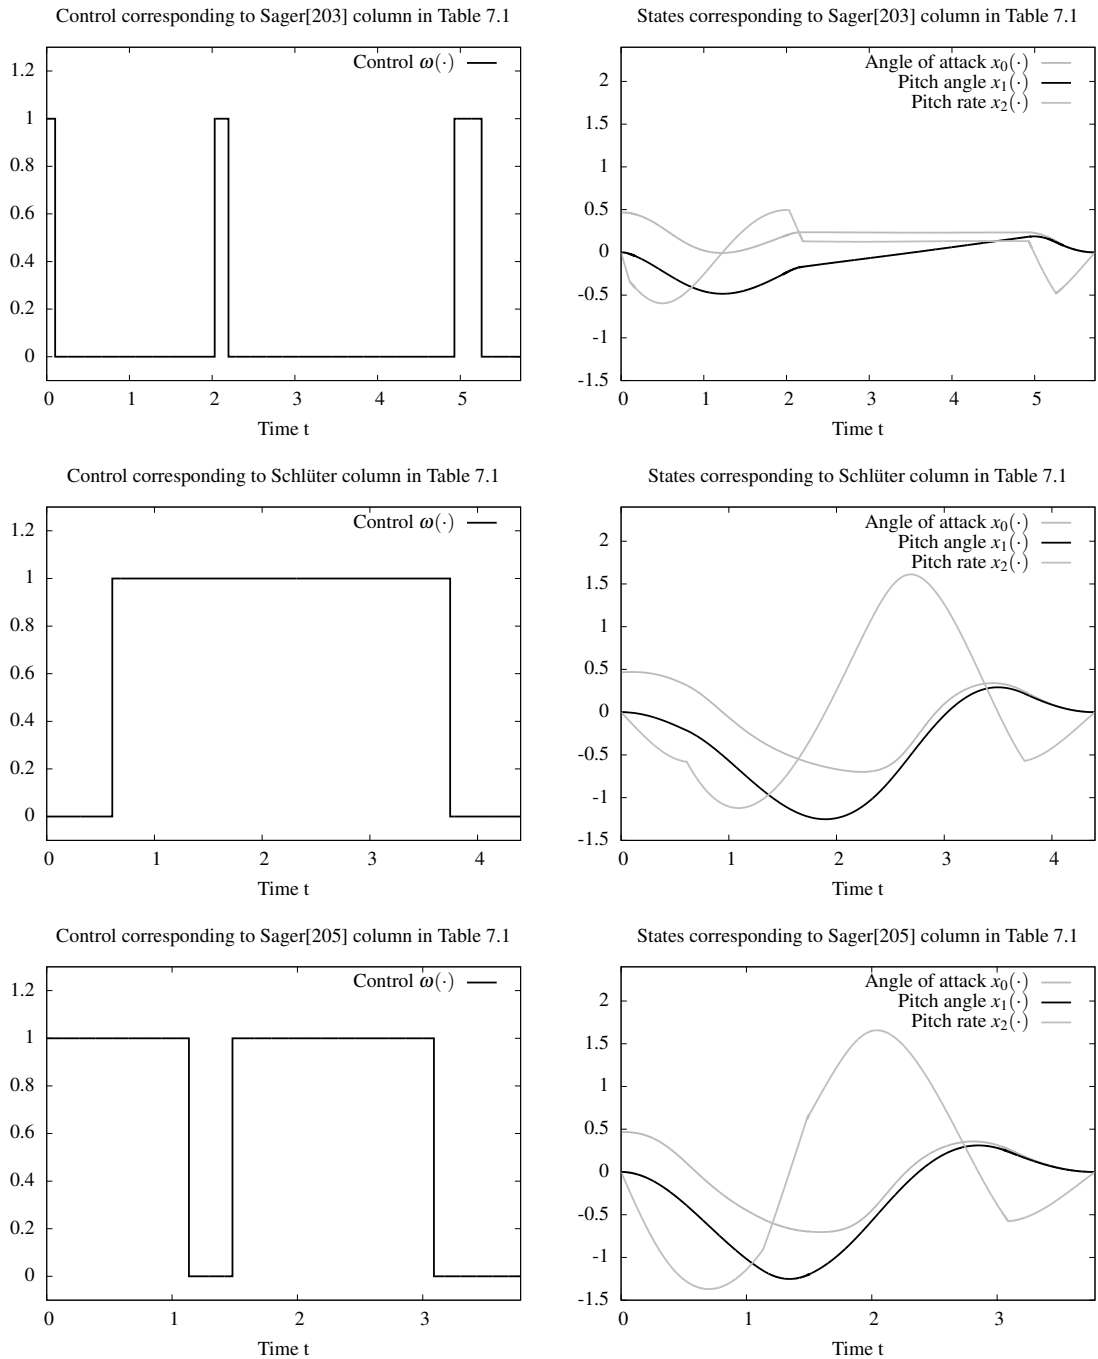 Control corresponding to Sager[203] column in Table 7.1
Control ω(·)
1.2
1
0.8
0.6
0.4
0.2
0
0 1 2 3 4 5
Time t
States corresponding to Sager[203] column in Table 7.1
Angle of attack x0(·)
Pitch angle x1(·)
Pitch rate x2(·)
2
1.5
1
0.5
0
-0.5
-1
-1.5
0 1 2 3 4 5
Time t
Control corresponding to Schlüter column in Table 7.1
Control ω(·)
1.2
1
0.8
0.6
0.4
0.2
0
0 1 2 3 4
Time t
States corresponding to Schlüter column in Table 7.1
Angle of attack x0(·)
Pitch angle x1(·)
Pitch rate x2(·)
2
1.5
1
0.5
0
-0.5
-1
-1.5
0 1 2 3 4
Time t
Control corresponding to Sager[205] column in Table 7.1
Control ω(·)
1.2
1
0.8
0.6
0.4
0.2
0
0 1 2 3
Time t
States corresponding to Sager[205] column in Table 7.1
Angle of attack x0(·)
Pitch angle x1(·)
Pitch rate x2(·)
2
1.5
1
0.5
0
-0.5
-1
-1.5
0 1 2 3
Time t